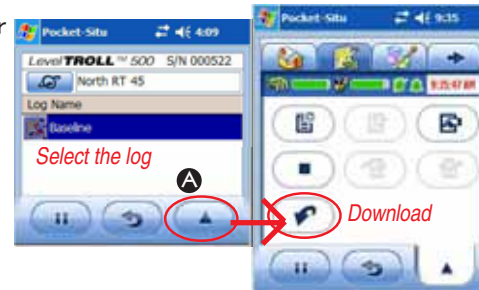 r
Pocket-Situ 4:09
Level TROLL™ 500 S/N 000522
North RT 45
Log Name
Baseline
Select the log
A
Pocket-Situ 9:35
9:35:47 AM
Download